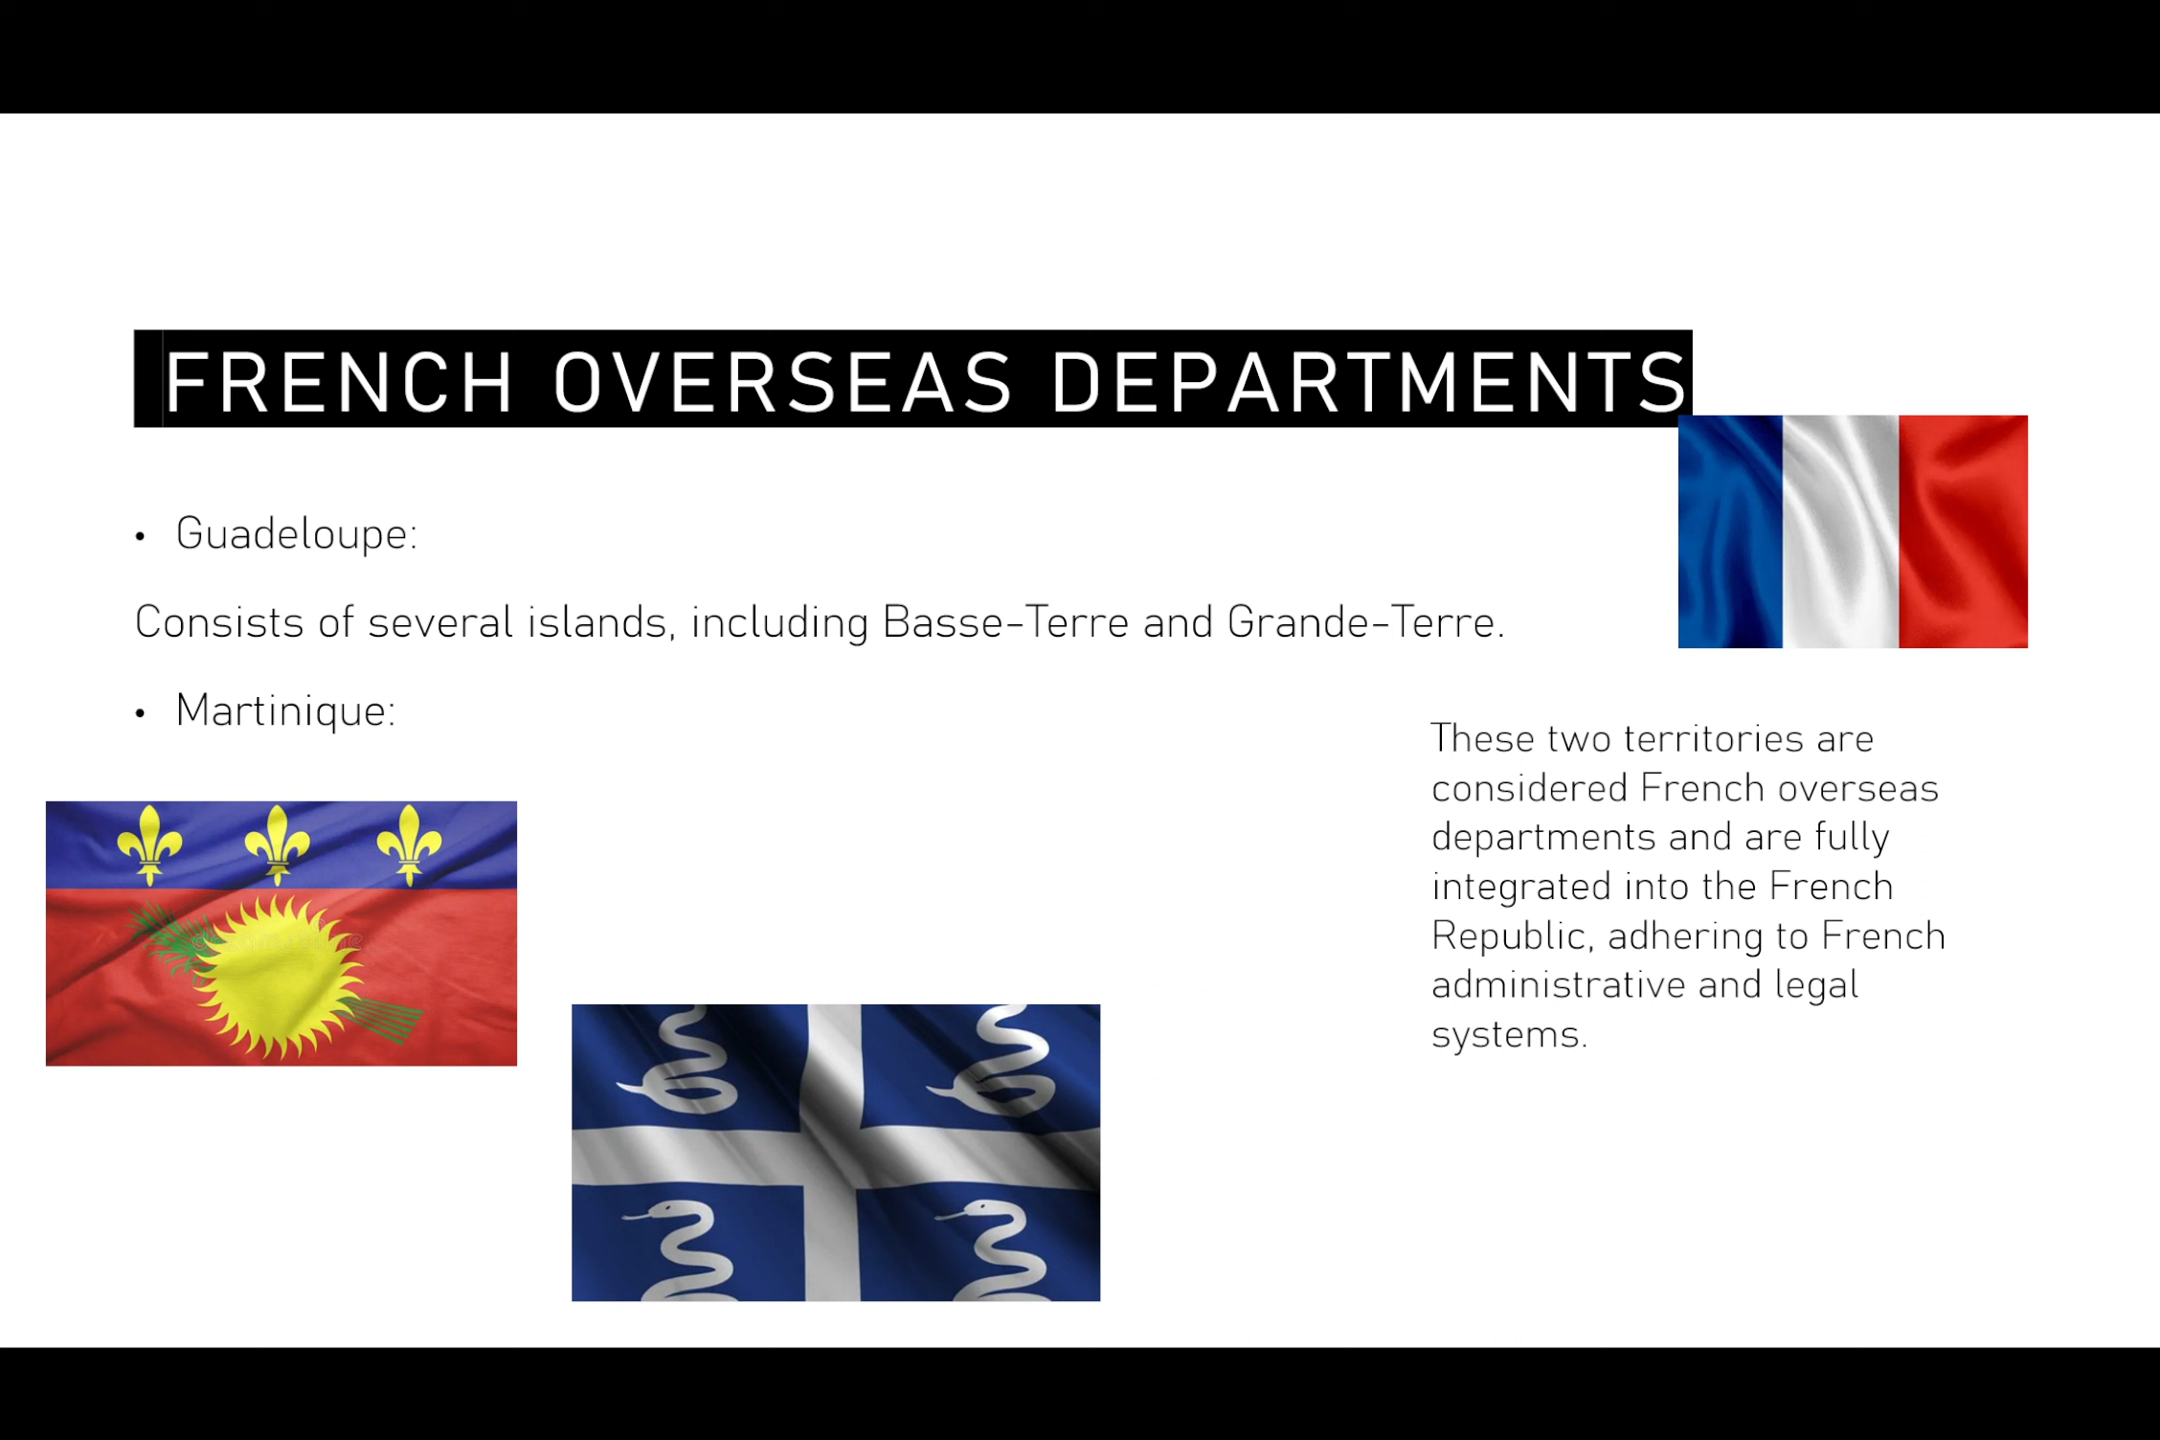 FRENCH OVERSEAS DEPARTMENTS
• Guadeloupe:
Consists of several islands, including Basse-Terre and Grande-Terre.
• Martinique:
These two territories are
considered French overseas
departments and are fully
integrated into the French
Republic, adhering to French
administrative and legal
systems.